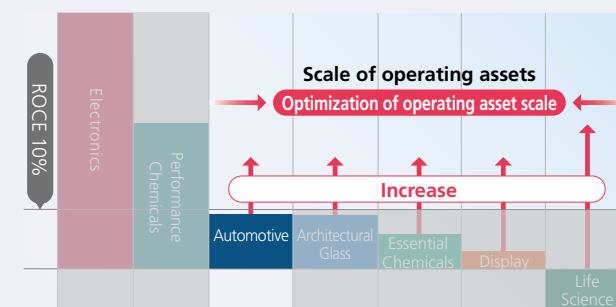 Scale of operating assets
Optimization of operating asset scale
ROCE 10%
Electronics
Performance
Chemicals
Increase
Automotive
Architectural
Glass
Essential
Chemicals
Display
Life
Science